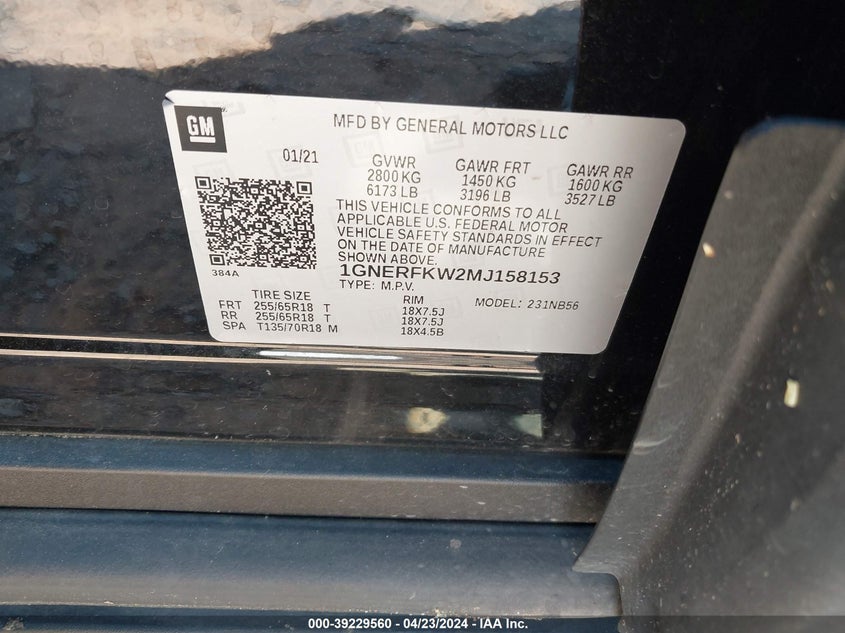 GM
MFD BY GENERAL MOTORS LLC
01/21 GVWR GAWR FRT GAWR RR
2800 KG 1450 KG 1600 KG
6173 LB 3196 LB 3527 LB
THIS VEHICLE CONFORMS TO ALL
APPLICABLE U.S. FEDERAL MOTOR
VEHICLE SAFETY STANDARDS IN EFFECT
ON THE DATE OF MANUFACTURE
SHOWN ABOVE.
384A
1GNERFKW2MJ158153
TYPE: M.P.V. MODEL: 231NB56
TIRE SIZE RIM
FRT 255/65R18 T 18X7.5J
RR 255/65R18 T 18X7.5J
SPA T135/70R18 M 18X4.5B
000-39229560 - 04/23/2024 - IAA Inc.